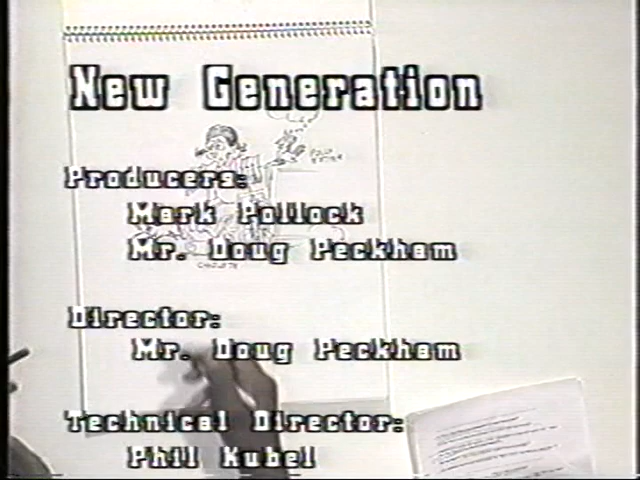 New Generation
Producers:
Mark Pollock
Mr. Doug Peckham
Director:
Mr. Doug Peckham
Technical Director:
Phil Kubel